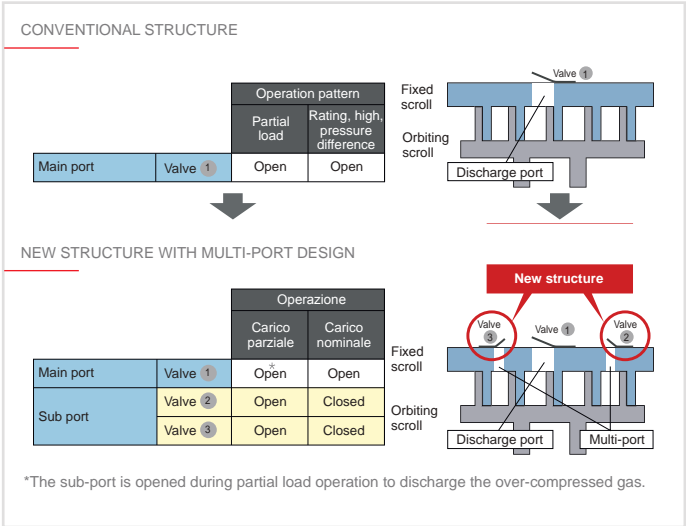 CONVENTIONAL STRUCTURE
Operation pattern
Partial load
Rating, high, pressure difference
Main port Valve 1 Open Open
Valve 1
Fixed scroll
Orbiting scroll
Discharge port
NEW STRUCTURE WITH MULTI-PORT DESIGN
Operazione
Carico parziale
Carico nominale
Main port Valve 1 Open* Open
Sub port
Valve 2 Open Closed
Valve 3 Open Closed
New structure
Valve 3
Valve 1
Valve 2
Fixed scroll
Orbiting scroll
Discharge port
Multi-port
*The sub-port is opened during partial load operation to discharge the over-compressed gas.